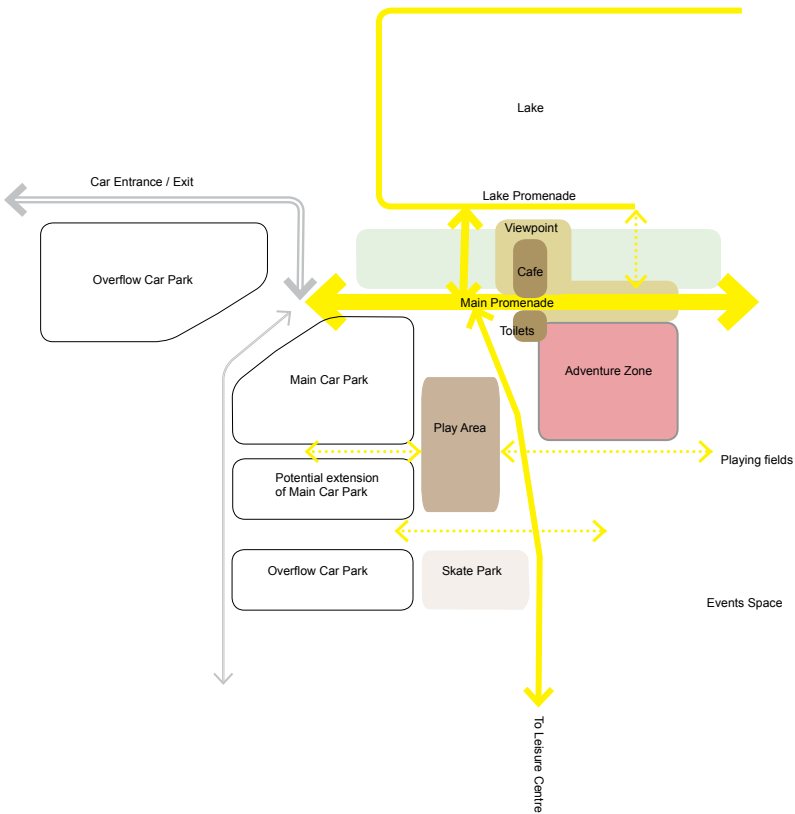 Lake
Car Entrance / Exit
Lake Promenade
Viewpoint
Overflow Car Park
Cafe
Main Promenade
Toilets
Main Car Park
Adventure Zone
Play Area
Playing fields
Potential extension
of Main Car Park
Overflow Car Park
Skate Park
Events Space
To Leisure Centre